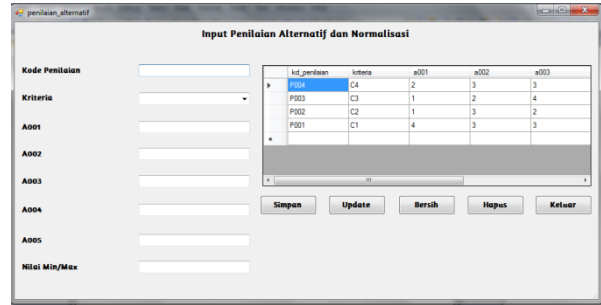 penilaian_alternatif
Input Penilaian Alternatif dan Normalisasi
Kode Penilaian
Kriteria
A001
A002
A003
A004
A005
Nilai Min/Max
kd_penilaian kriteria a001 a002 a003
P004 C4 2 3 3
P003 C3 1 2 4
P002 C2 1 3 2
P001 C1 4 3 3
Simpan Update Bersih Hapus Keluar